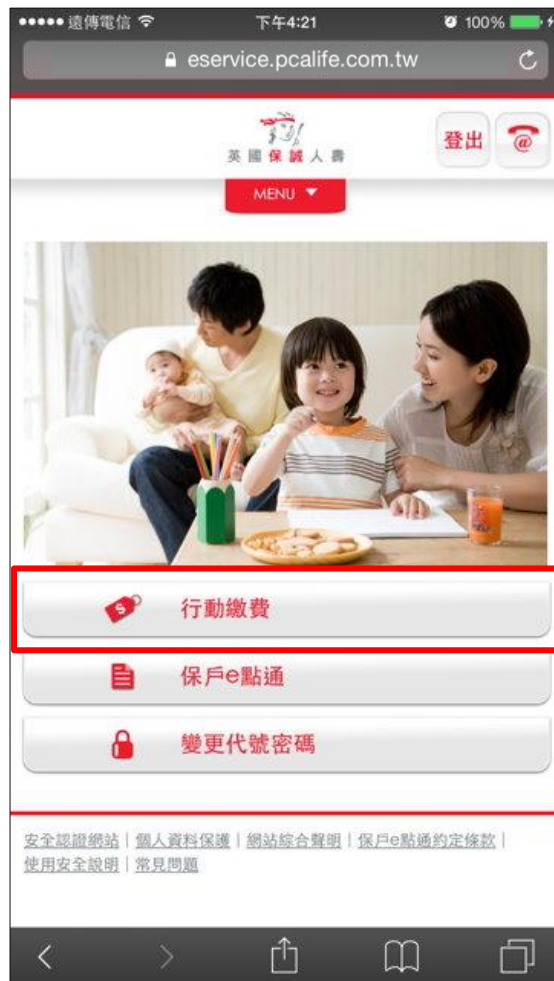 遠傳電信 下午4:21 100%
eservice.pcalife.com.tw
英國保誠人壽
登出
@
MENU
$ 行動繳費
保戶e點通
變更代號密碼
安全認證網站 | 個人資料保護 | 網站綜合聲明 | 保戶e點通約定條款 |
使用安全說明 | 常見問題